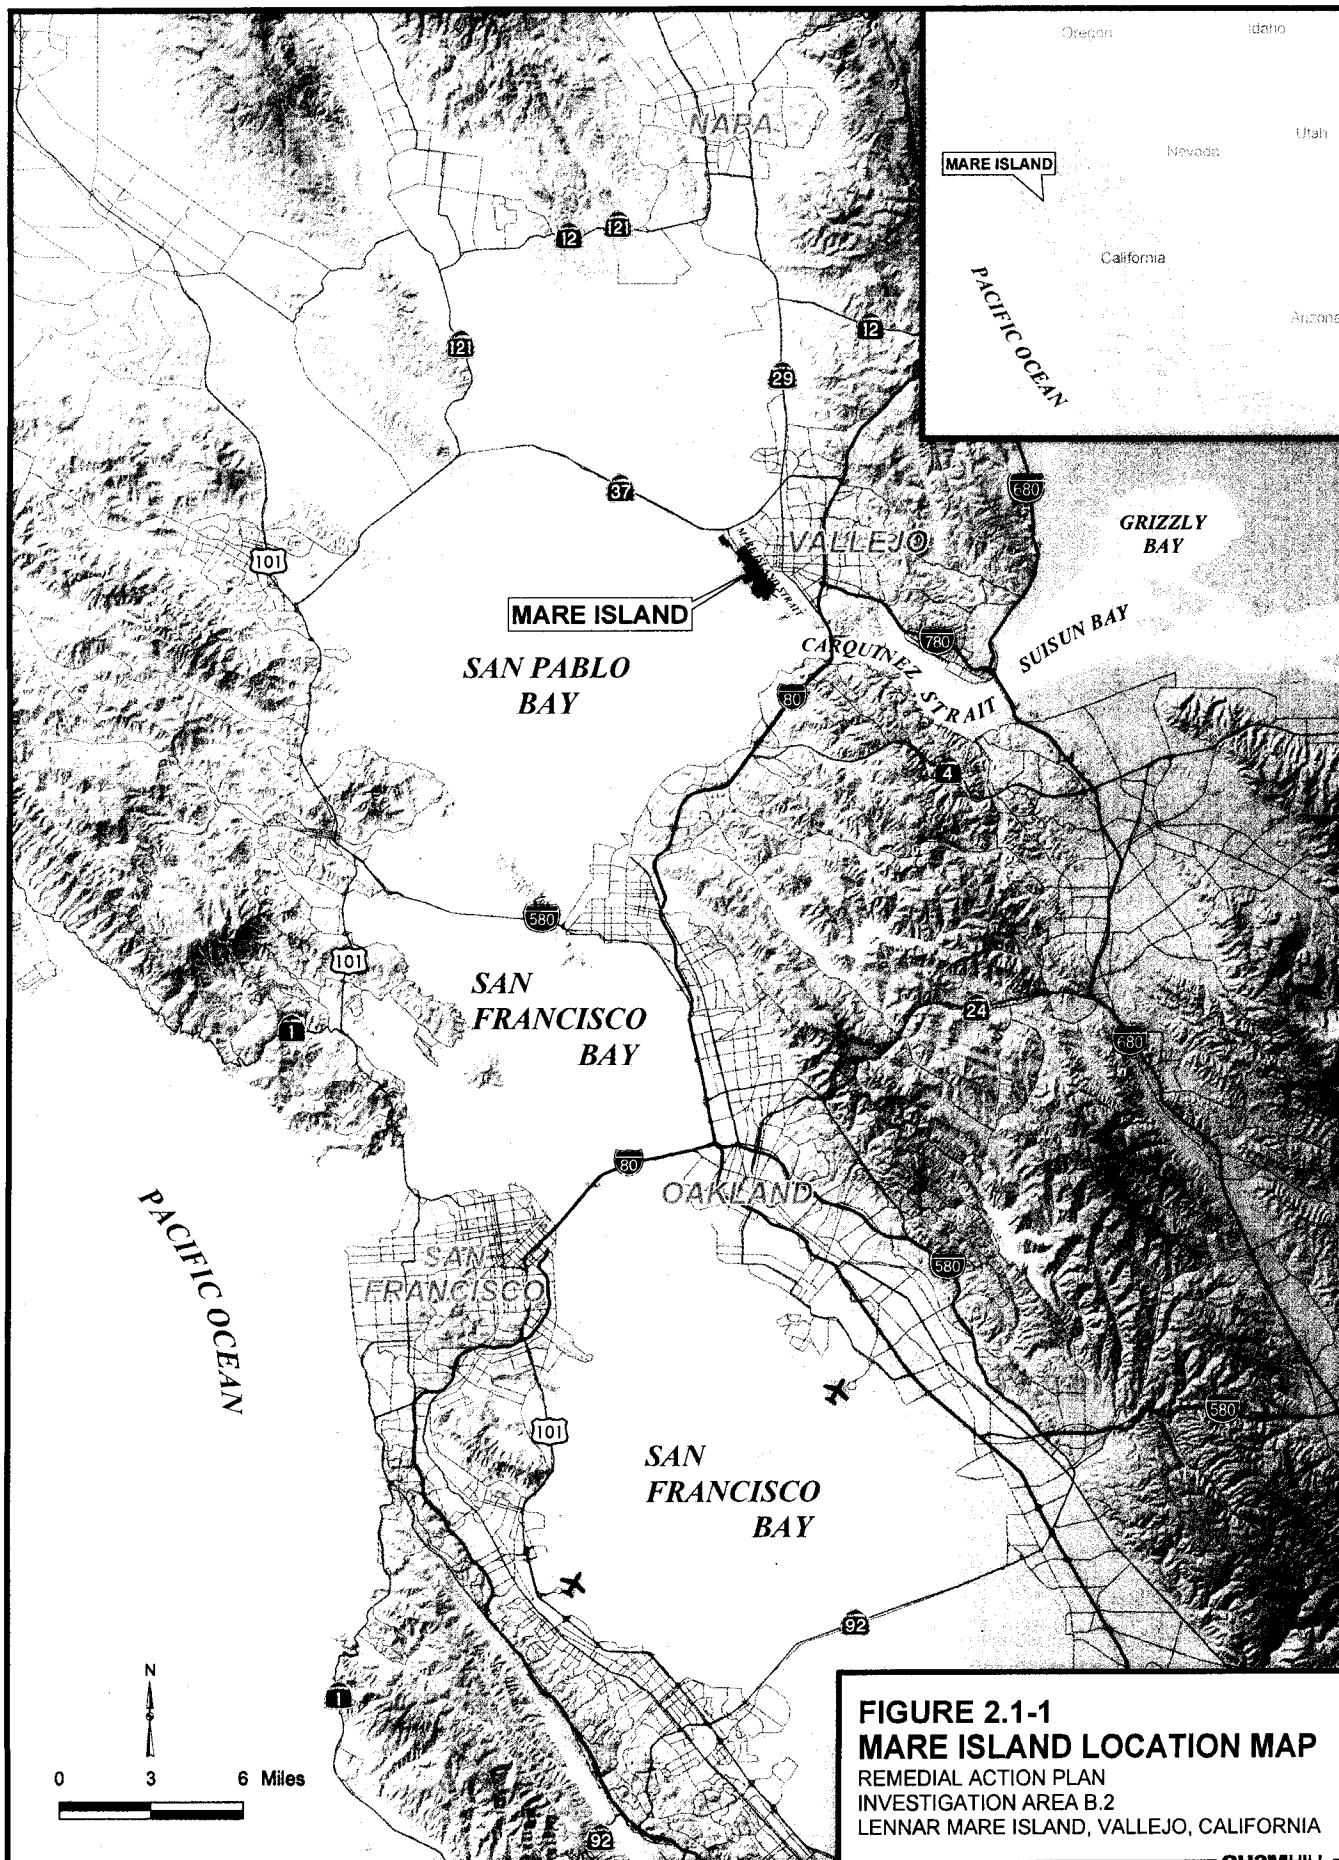 Oregon
Idaho
Utah
Nevada
MARE ISLAND
California
PACIFIC OCEAN
Arizona
NAPA
12
121
121
12
29
37
680
GRIZZLY
BAY
101
VALLEJO
MARE ISLAND STRAIT
MARE ISLAND
780
SUISUN BAY
CARQUINEZ STRAIT
SAN PABLO
BAY
80
4
580
101
SAN
FRANCISCO
BAY
1
24
680
80
OAKLAND
PACIFIC OCEAN
SAN
FRANCISCO
580
580
101
SAN
FRANCISCO
BAY
92
N
1
0 3 6 Miles
92
FIGURE 2.1-1
MARE ISLAND LOCATION MAP
REMEDIAL ACTION PLAN
INVESTIGATION AREA B.2
LENNAR MARE ISLAND, VALLEJO, CALIFORNIA
CH2MHILL